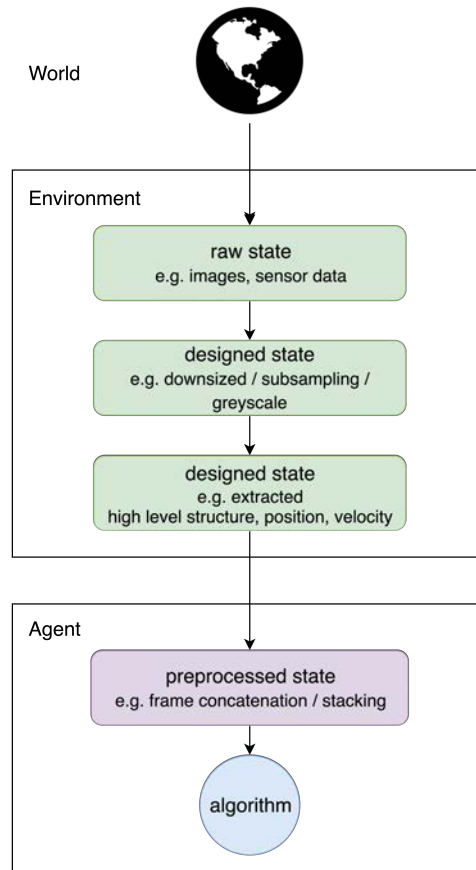 World
Environment
raw state
e.g. images, sensor data
designed state
e.g. downsized / subsampling /
greyscale
designed state
e.g. extracted
high level structure, position, velocity
Agent
preprocessed state
e.g. frame concatenation / stacking
algorithm